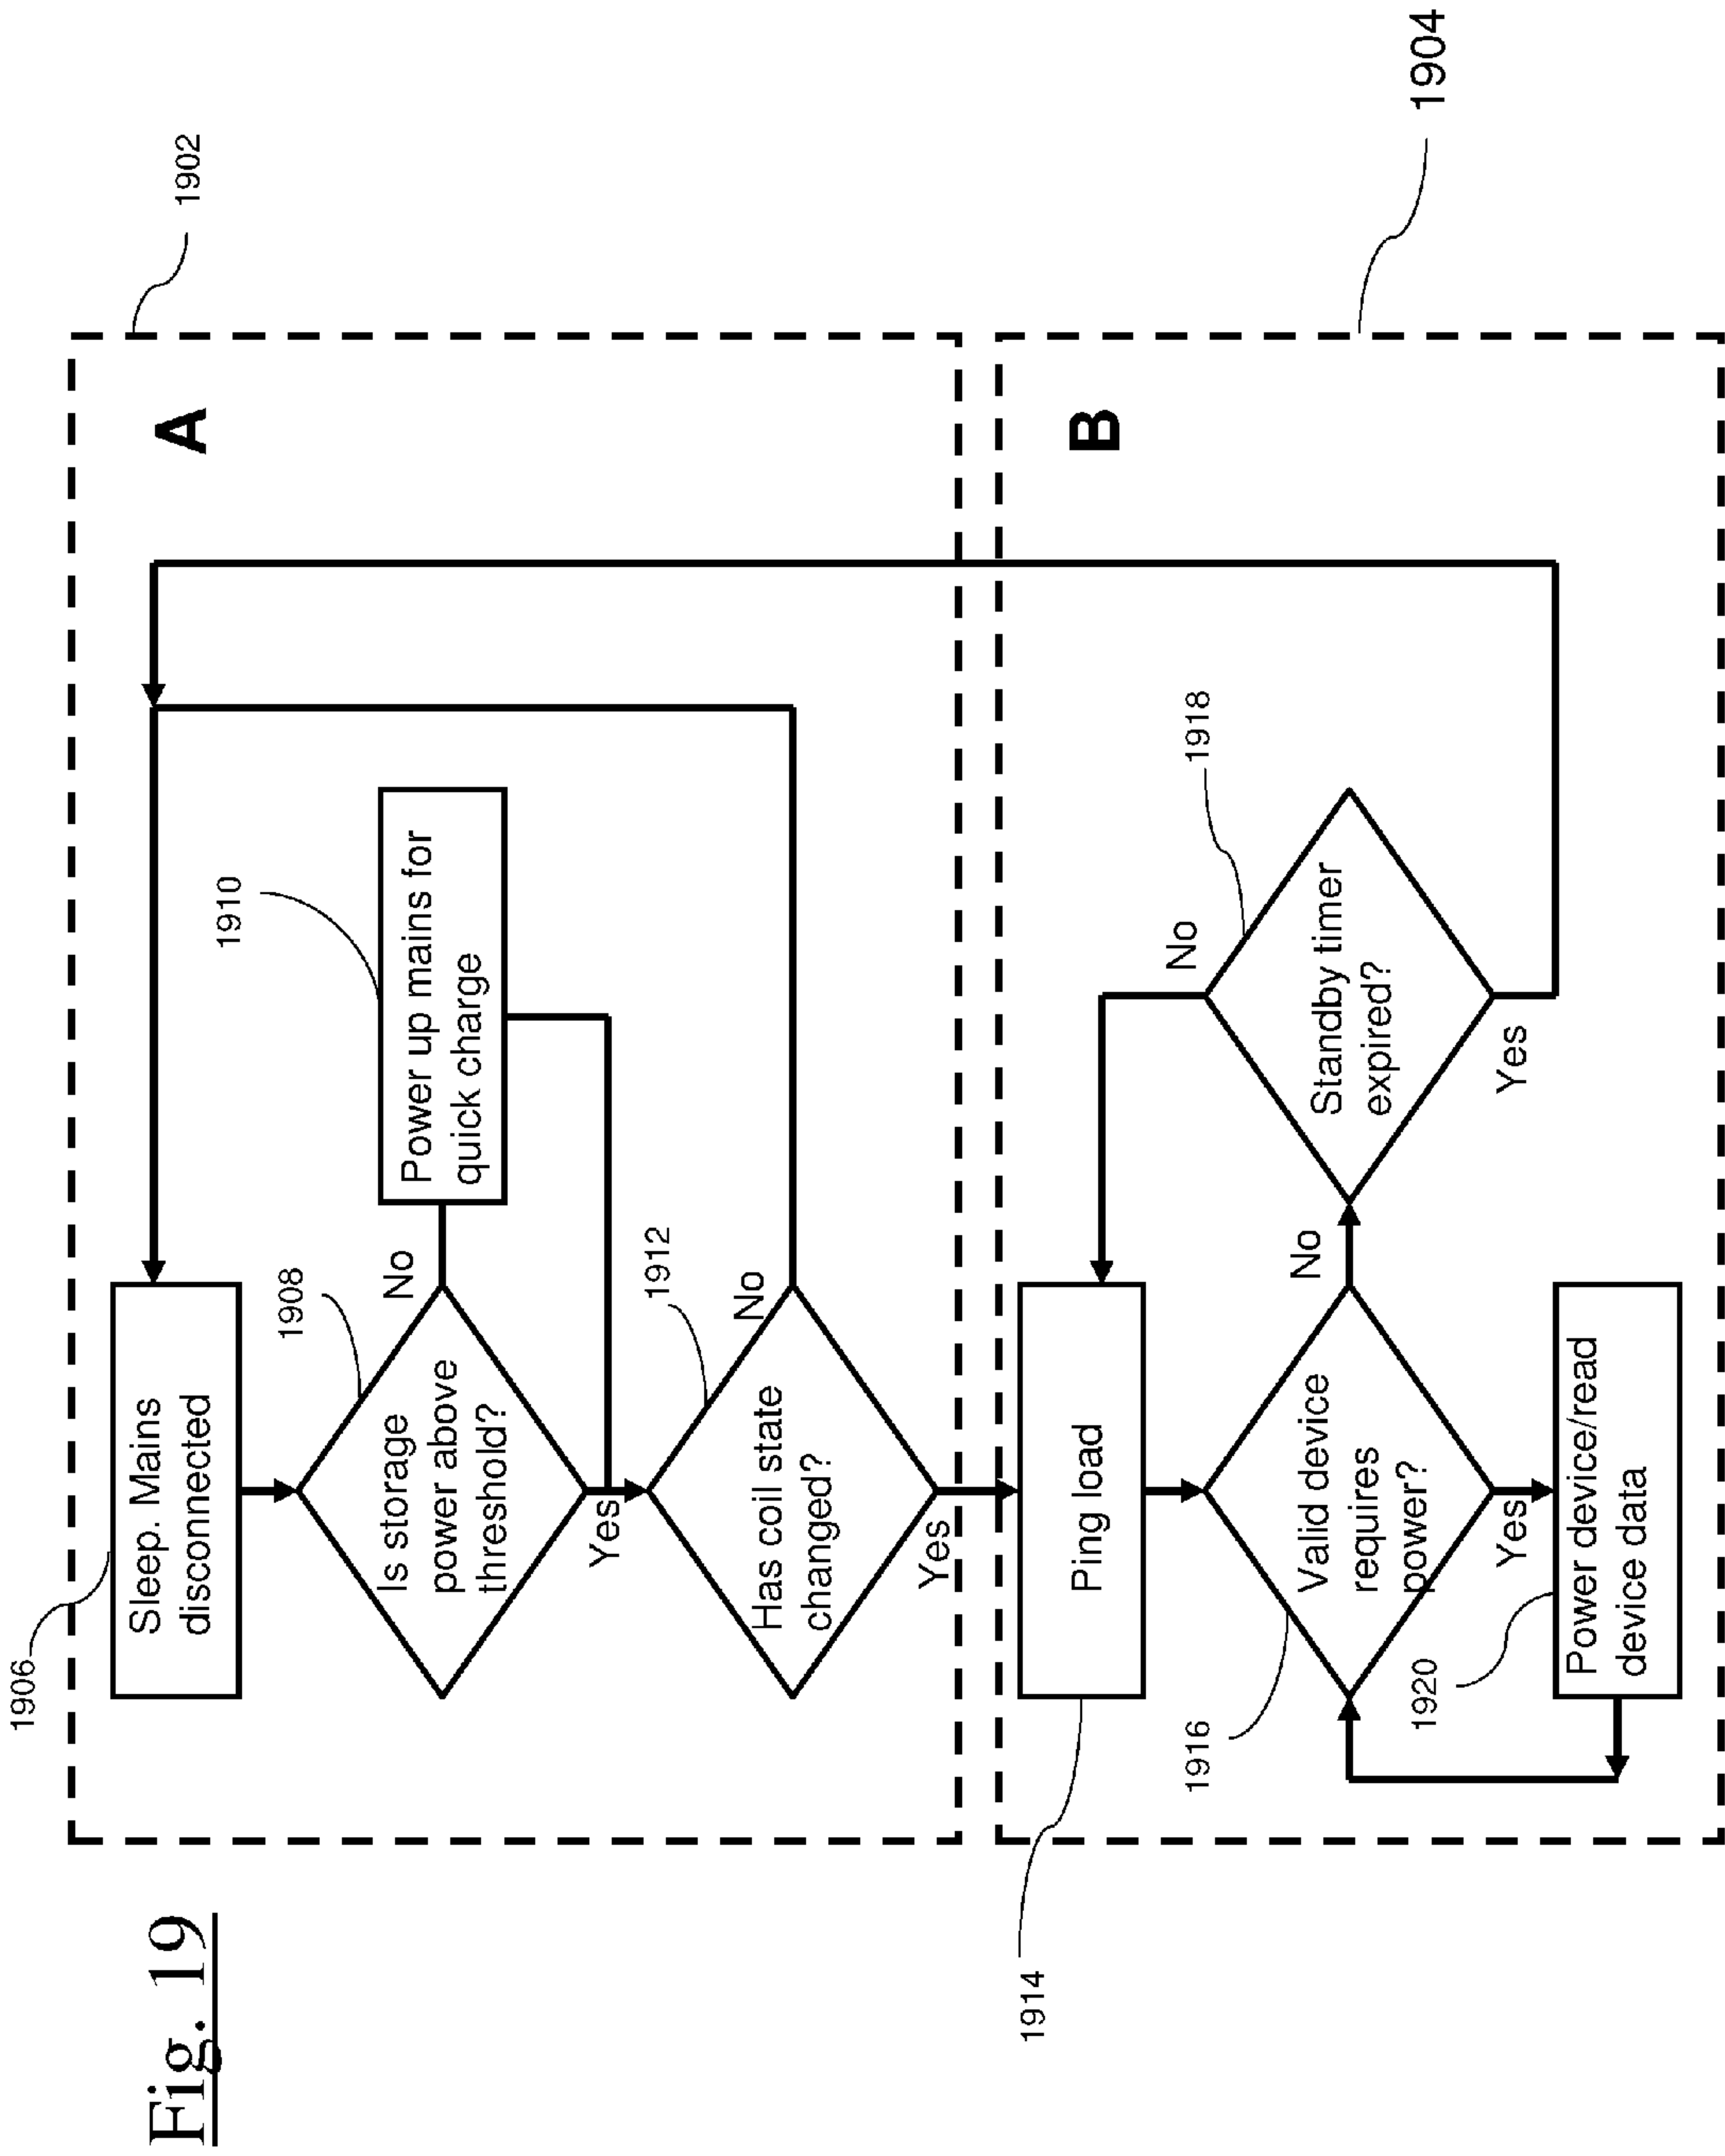 Fig. 19
1902
A
1906
Sleep. Mains
disconnected
1908
Is storage
power above
threshold?
No
Yes
1910
Power up mains for
quick charge
1912
Has coil state
changed?
No
Yes
1904
B
1914
Ping load
1916
Valid device
requires
power?
No
Yes
1918
Standby timer
expired?
No
Yes
1920
Power device/read
device data